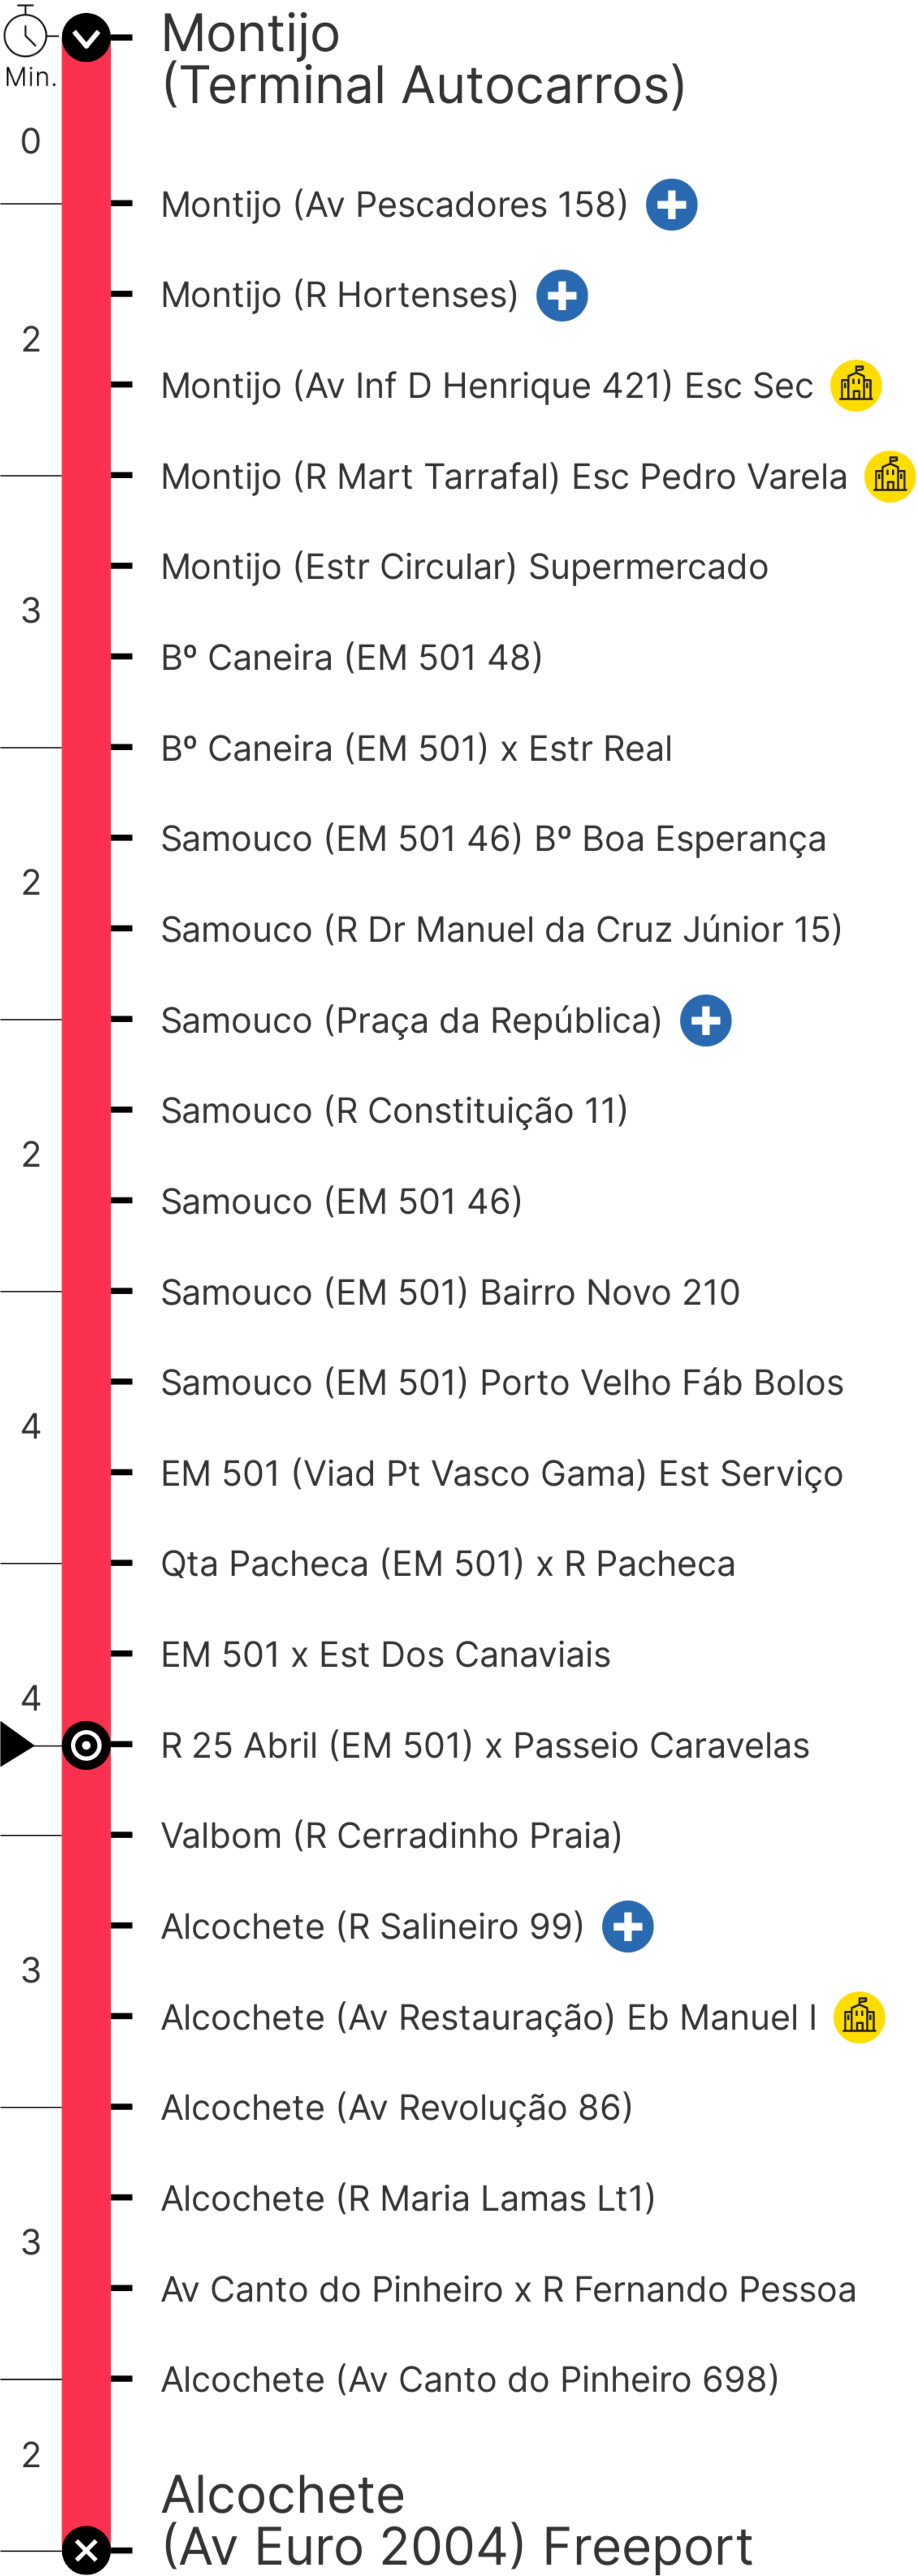 Montijo
(Terminal Autocarros)
Min.
0
Montijo (Av Pescadores 158)
Montijo (R Hortenses)
2
Montijo (Av Inf D Henrique 421) Esc Sec
Montijo (R Mart Tarrafal) Esc Pedro Varela
Montijo (Estr Circular) Supermercado
3
Bº Caneira (EM 501 48)
Bº Caneira (EM 501) x Estr Real
Samouco (EM 501 46) Bº Boa Esperança
2
Samouco (R Dr Manuel da Cruz Júnior 15)
Samouco (Praça da República)
Samouco (R Constituição 11)
2
Samouco (EM 501 46)
Samouco (EM 501) Bairro Novo 210
Samouco (EM 501) Porto Velho Fáb Bolos
4
EM 501 (Viad Pt Vasco Gama) Est Serviço
Qta Pacheca (EM 501) x R Pacheca
EM 501 x Est Dos Canaviais
4
R 25 Abril (EM 501) x Passeio Caravelas
Valbom (R Cerradinho Praia)
Alcochete (R Salineiro 99)
3
Alcochete (Av Restauração) Eb Manuel I
Alcochete (Av Revolução 86)
Alcochete (R Maria Lamas Lt1)
3
Av Canto do Pinheiro x R Fernando Pessoa
Alcochete (Av Canto do Pinheiro 698)
2
Alcochete
(Av Euro 2004) Freeport